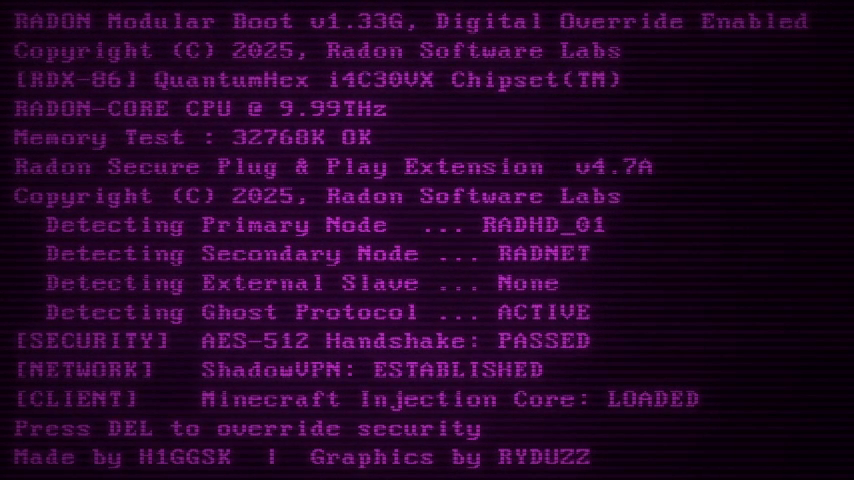 RADON Modular Boot v1.33G, Digital Override Enabled
Copyright (C) 2025, Radon Software Labs
[RDX-86] QuantumHex i4C30VX Chipset(TM)
RADON-CORE CPU @ 9.99THz
Memory Test : 32768K OK
Radon Secure Plug & Play Extension  v4.7A
Copyright (C) 2025, Radon Software Labs
  Detecting Primary Node   ... RADHD_01
  Detecting Secondary Node ... RADNET
  Detecting External Slave ... None
  Detecting Ghost Protocol ... ACTIVE
[SECURITY]  AES-512 Handshake: PASSED
[NETWORK]   ShadowVPN: ESTABLISHED
[CLIENT]    Minecraft Injection Core: LOADED
Press DEL to override security
Made by H1GGSK  |  Graphics by RYDUZZ